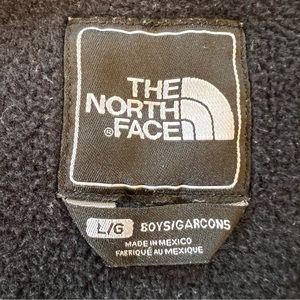 THE
NORTH
®FACE
L/G BOYS/GARCONS
MADE IN MEXICO
FABRIQUÉ AU MEXIQUE